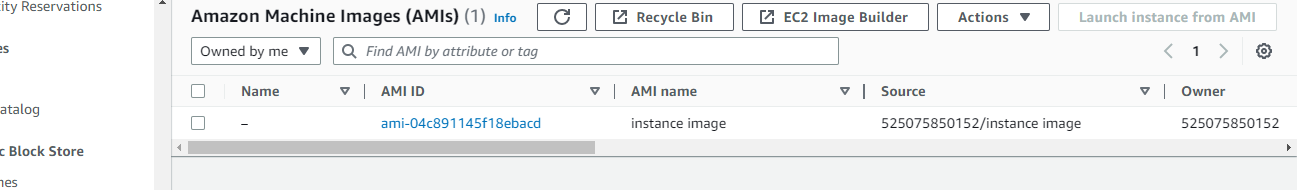 ity Reservations
es
atalog
c Block Store
nes
Amazon Machine Images (AMIs) (1) Info
Recycle Bin
EC2 Image Builder
Actions
Launch instance from AMI
Owned by me
Find AMI by attribute or tag
1
Name AMI ID AMI name Source Owner
– ami-04c891145f18ebacd instance image 525075850152/instance image 525075850152